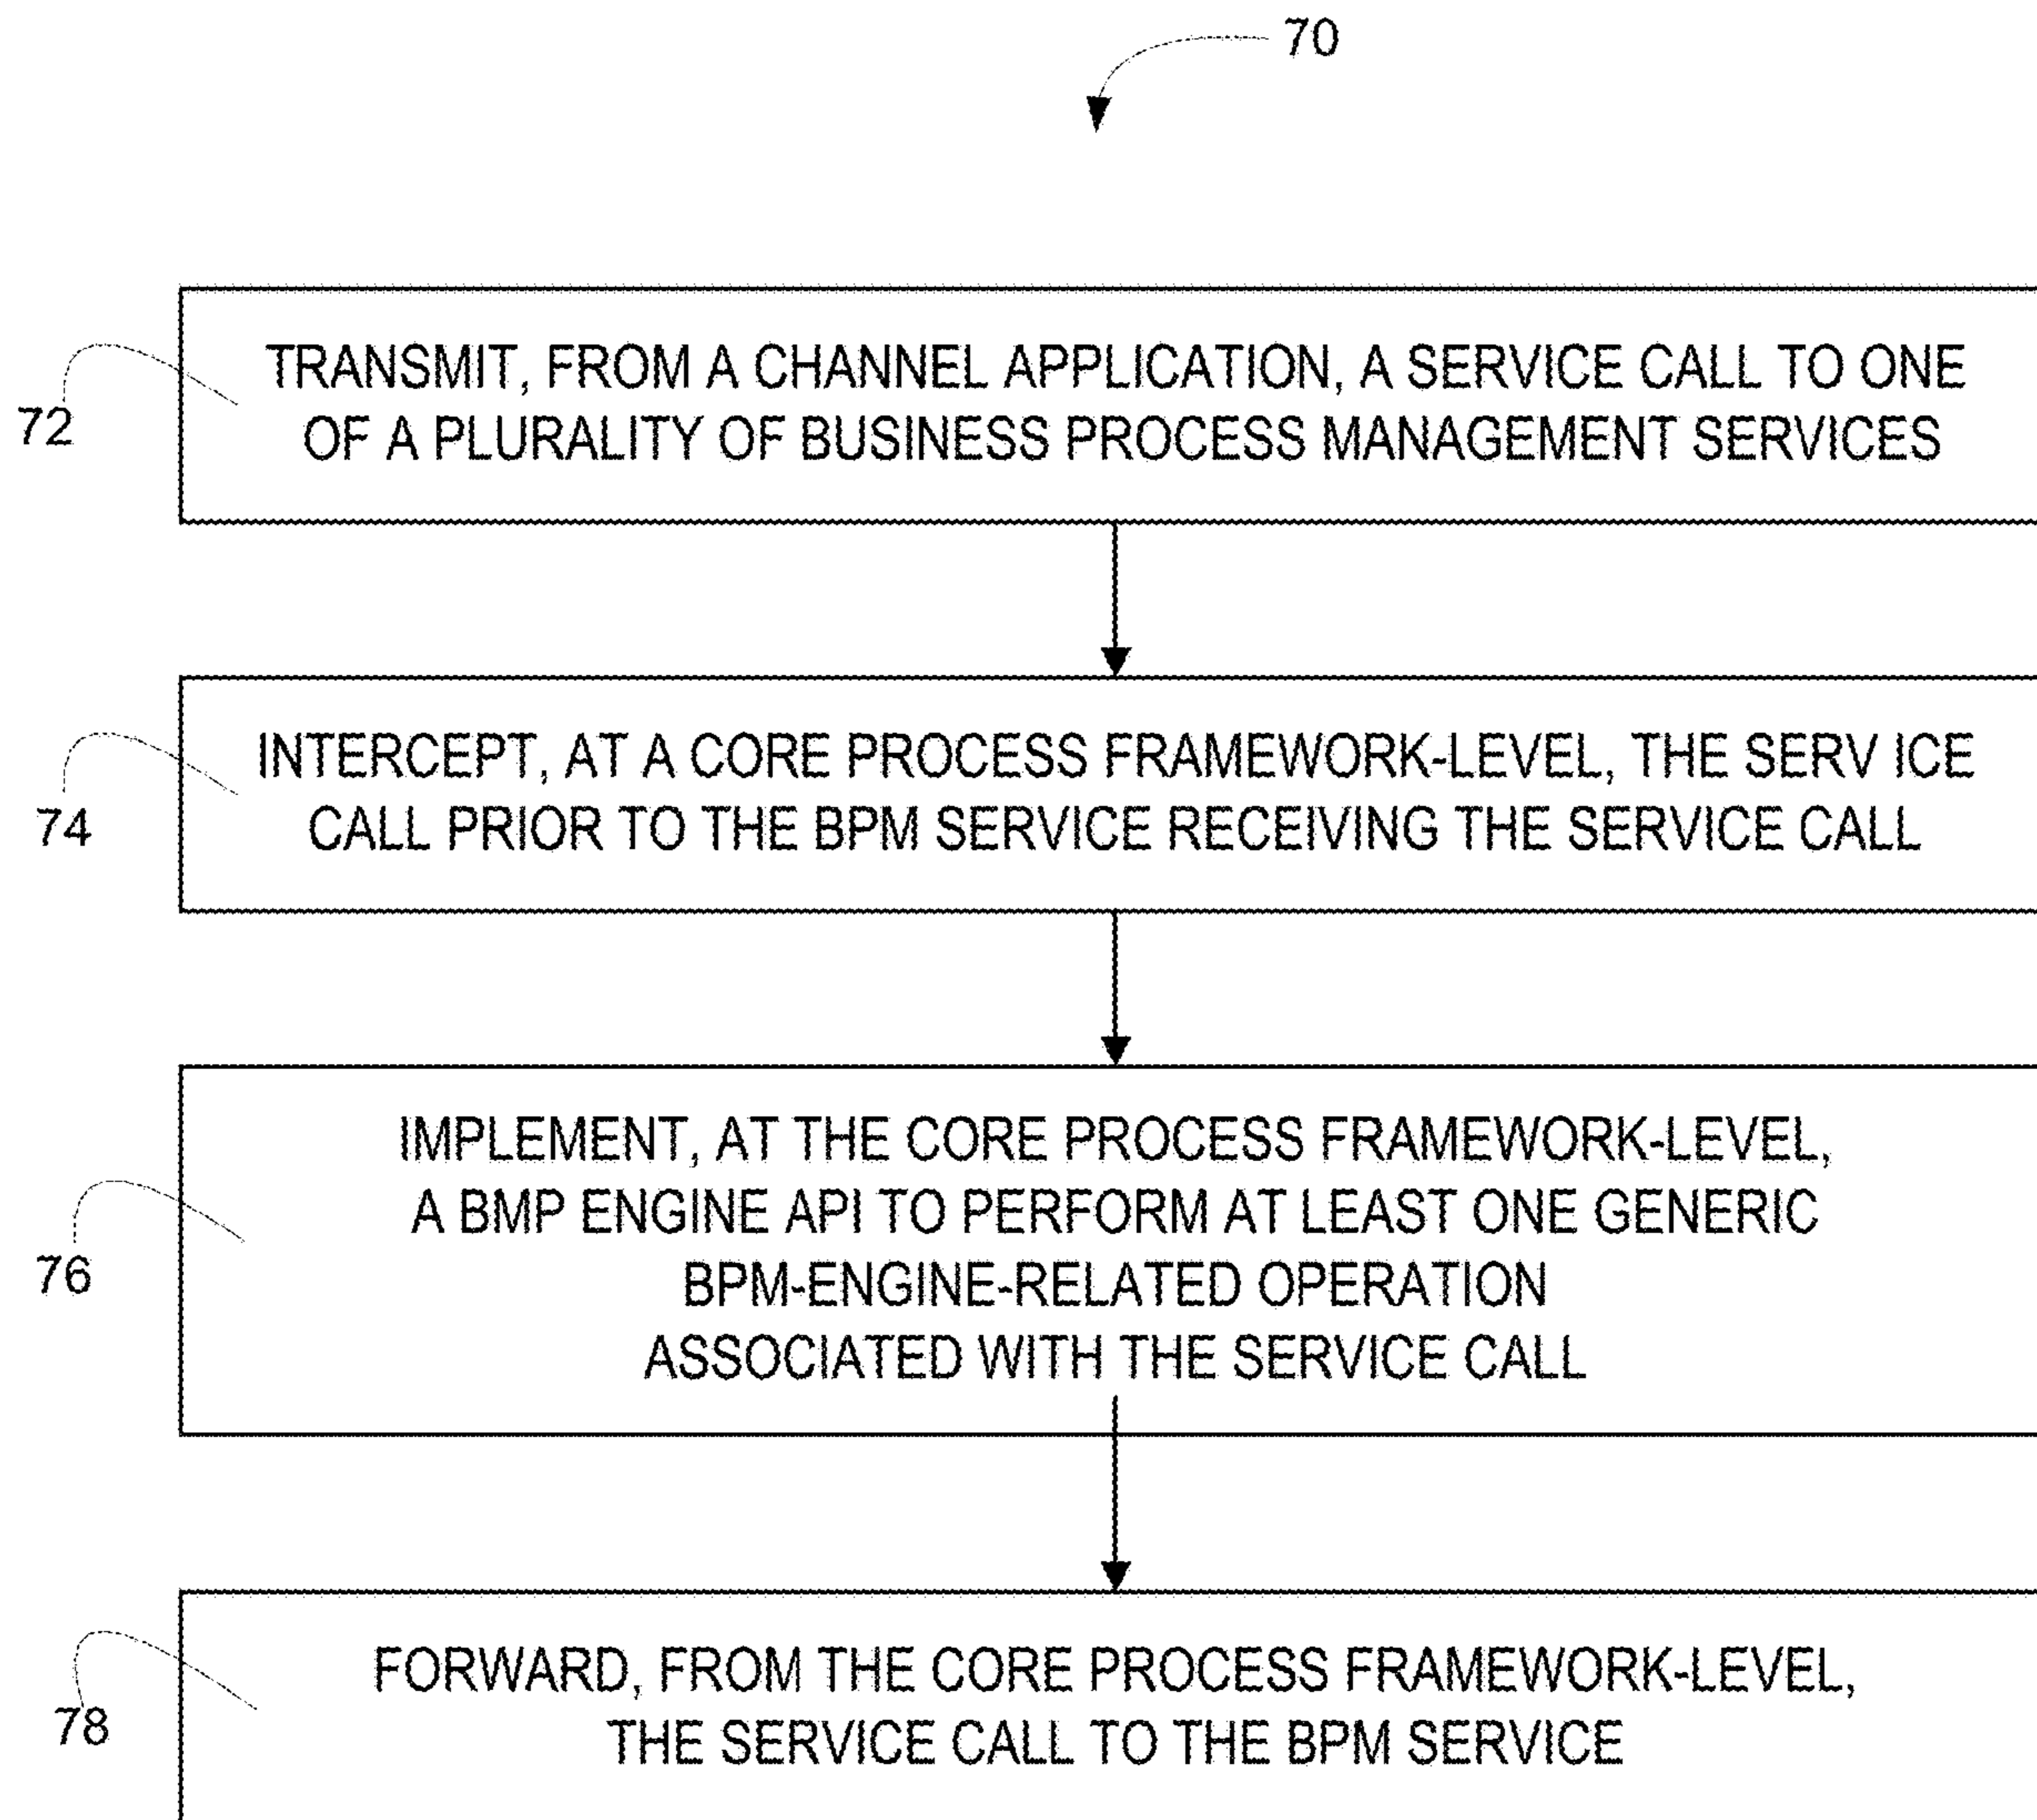 70
72
TRANSMIT, FROM A CHANNEL APPLICATION, A SERVICE CALL TO ONE
OF A PLURALITY OF BUSINESS PROCESS MANAGEMENT SERVICES
74
INTERCEPT, AT A CORE PROCESS FRAMEWORK-LEVEL, THE SERV ICE
CALL PRIOR TO THE BPM SERVICE RECEIVING THE SERVICE CALL
76
IMPLEMENT, AT THE CORE PROCESS FRAMEWORK-LEVEL,
A BMP ENGINE API TO PERFORM AT LEAST ONE GENERIC
BPM-ENGINE-RELATED OPERATION
ASSOCIATED WITH THE SERVICE CALL
78
FORWARD, FROM THE CORE PROCESS FRAMEWORK-LEVEL,
THE SERVICE CALL TO THE BPM SERVICE